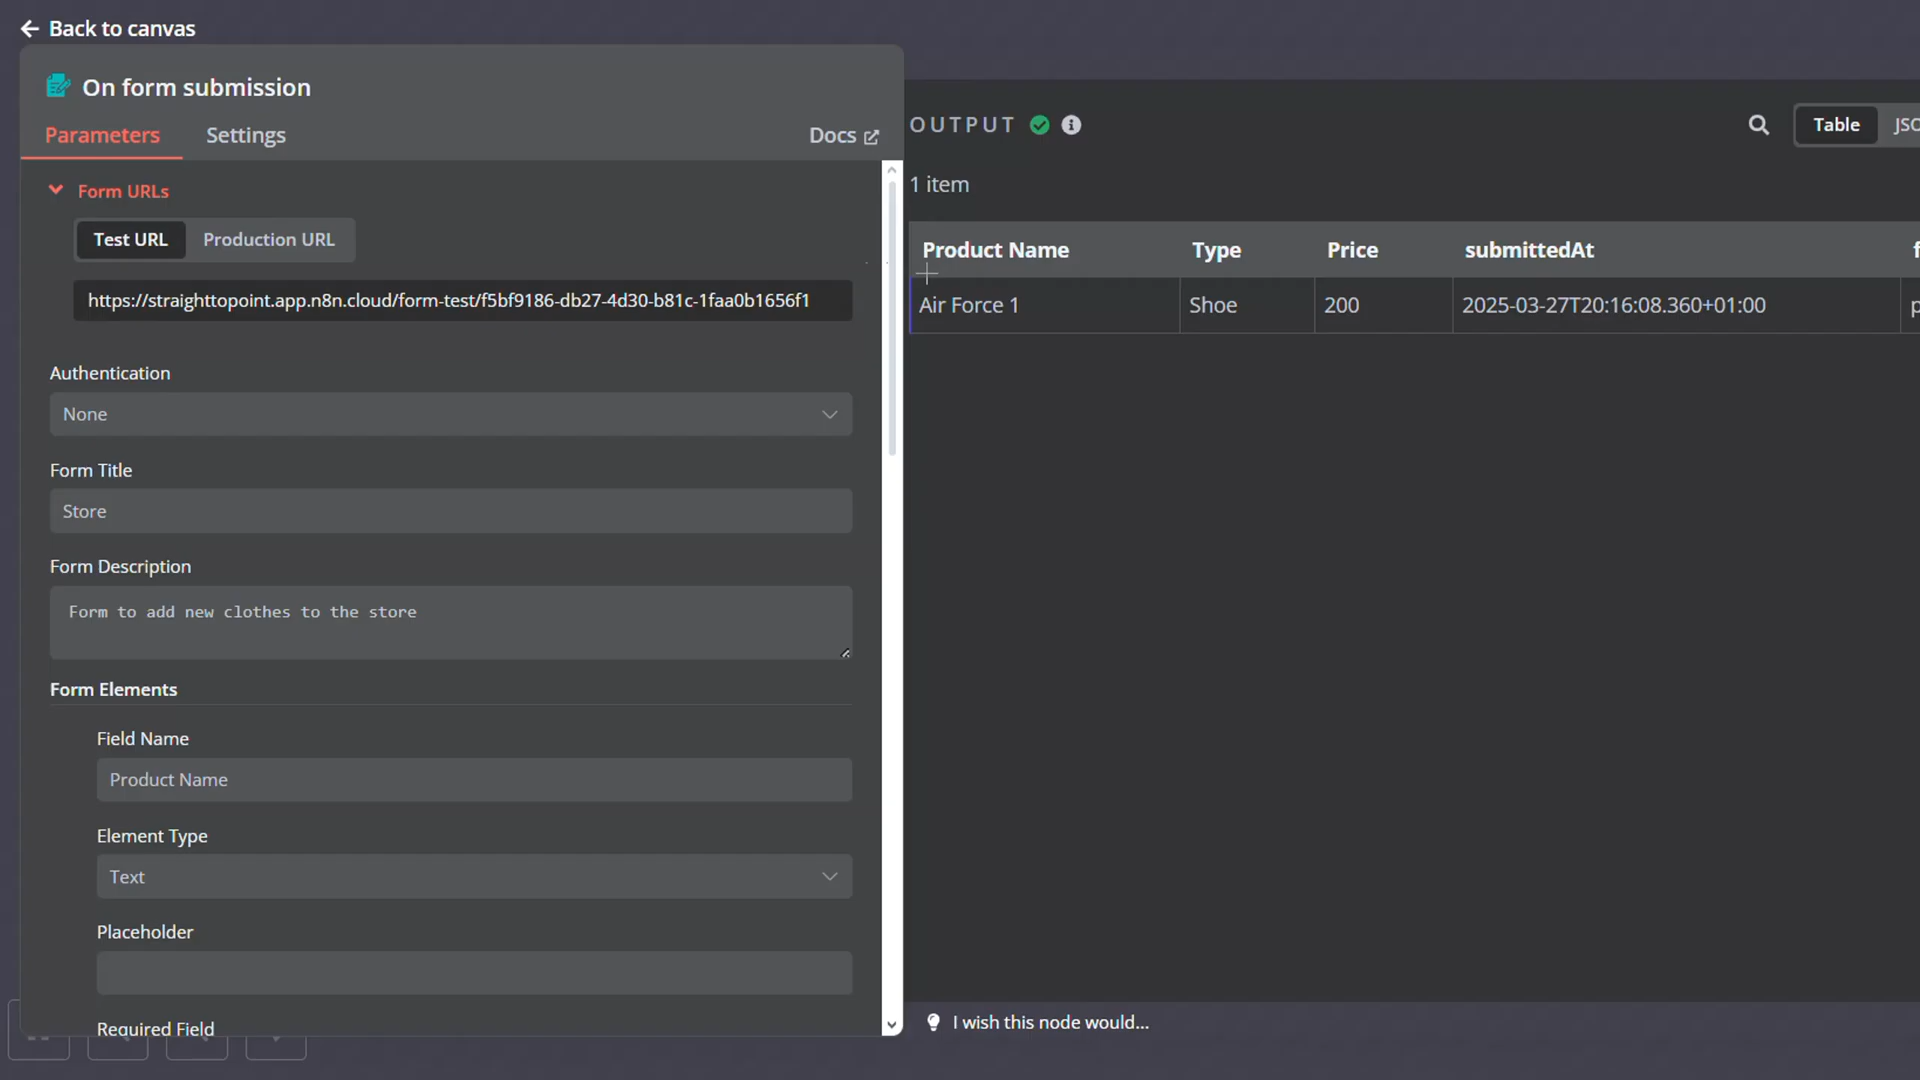 Back to canvas
On form submission
Parameters Settings Docs
Form URLs
Test URL Production URL
https://straighttopoint.app.n8n.cloud/form-test/f5bf9186-db27-4d30-b81c-1faa0b1656f1
Authentication
None
Form Title
Store
Form Description
Form to add new clothes to the store
Form Elements
Field Name
Product Name
Element Type
Text
Placeholder
Required Field
OUTPUT
Table JSO
1 item
Product Name Type Price submittedAt f
Air Force 1 Shoe 200 2025-03-27T20:16:08.360+01:00 p
I wish this node would...